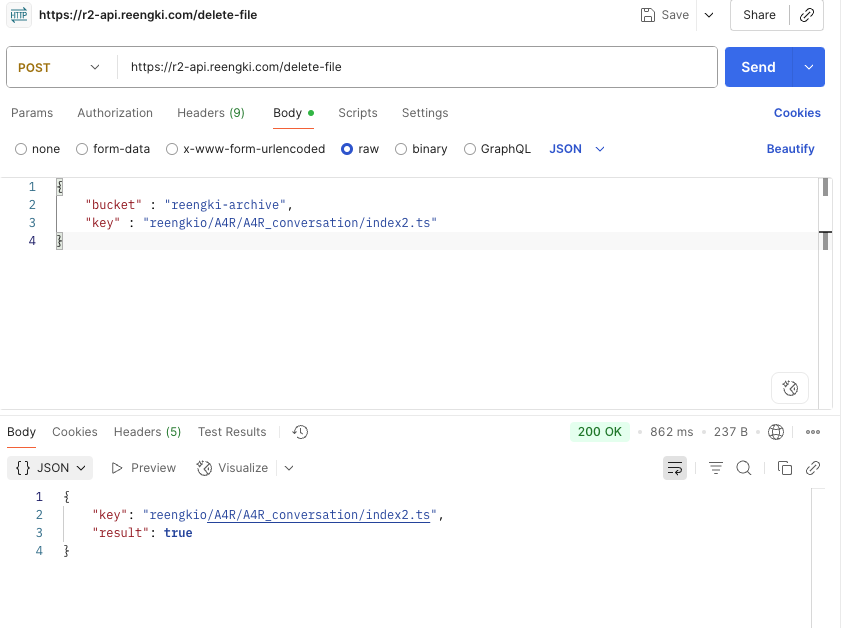 HTTP https://r2-api.reengki.com/delete-file Save Share
POST https://r2-api.reengki.com/delete-file Send
Params Authorization Headers (9) Body Scripts Settings Cookies
none form-data x-www-form-urlencoded raw binary GraphQL JSON Beautify
1 {
2 "bucket" : "reengki-archive",
3 "key" : "reengkio/A4R/A4R_conversation/index2.ts"
4 }
Body Cookies Headers (5) Test Results 200 OK 862 ms 237 B
{} JSON Preview Visualize
1 {
2 "key": "reengkio/A4R/A4R_conversation/index2.ts",
3 "result": true
4 }